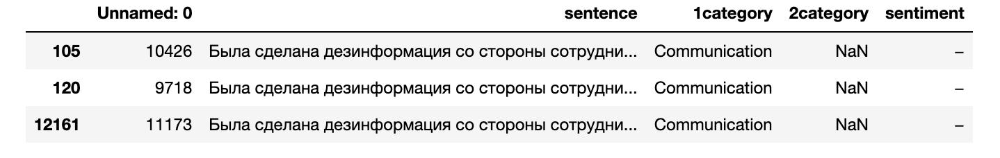 Unnamed: 0 sentence 1category 2category sentiment
105 10426 Была сделана дезинформация со стороны сотрудни... Communication NaN –
120 9718 Была сделана дезинформация со стороны сотрудни... Communication NaN –
12161 11173 Была сделана дезинформация со стороны сотрудни... Communication NaN –